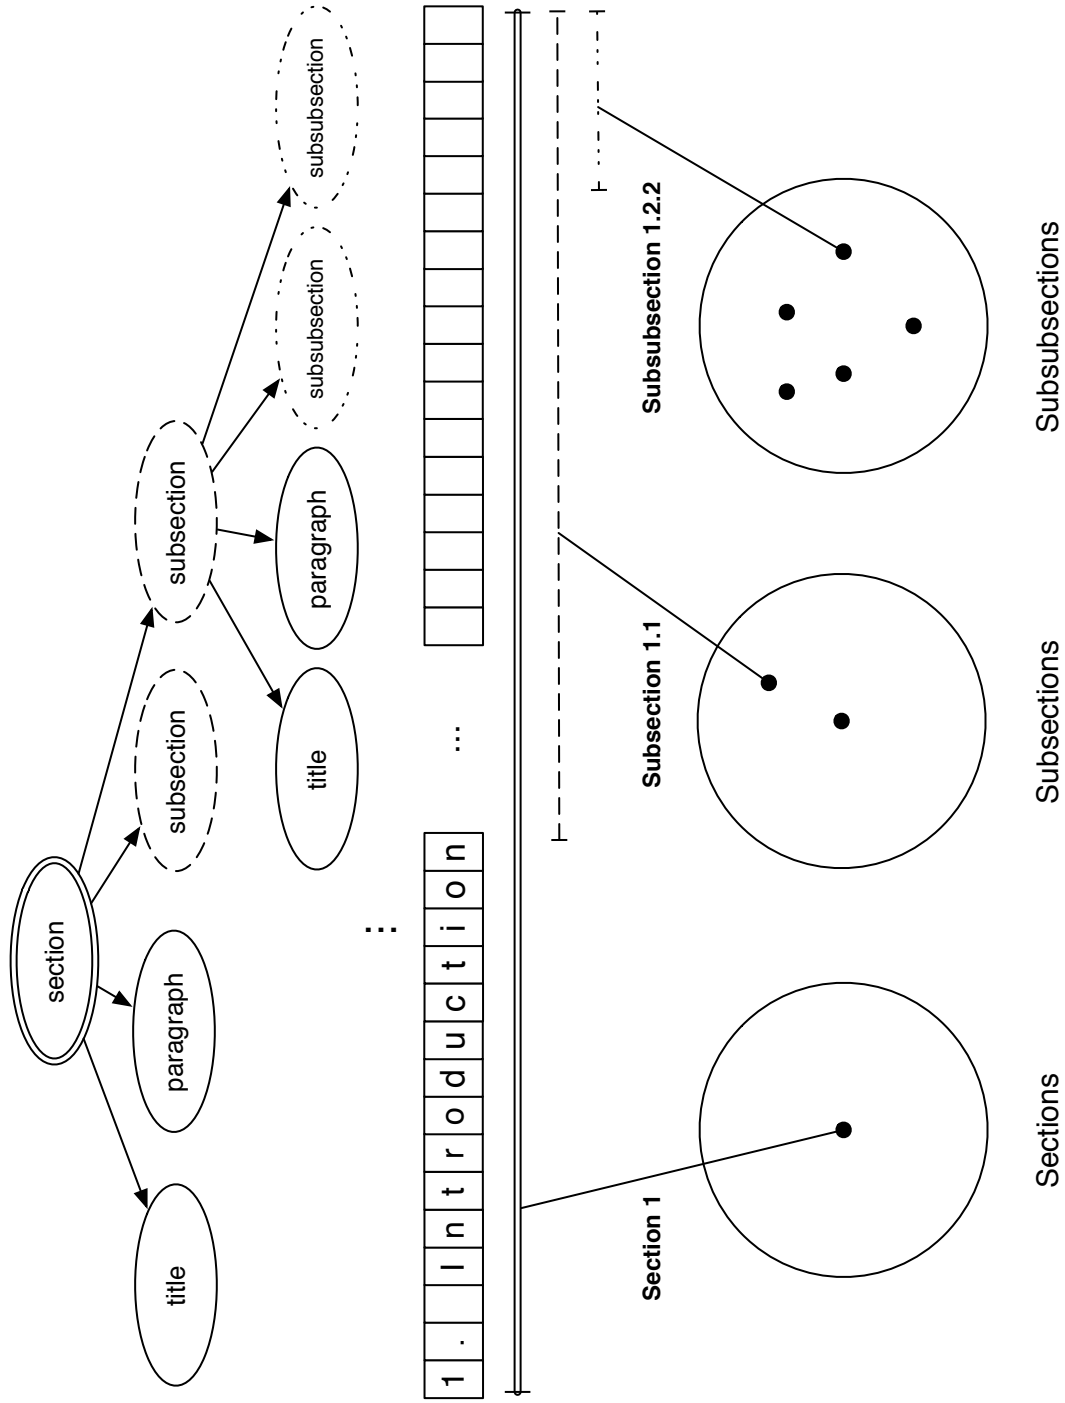 section
title
paragraph
subsection
subsection
title
paragraph
subsubsection
subsubsection
...
1. Introduction
...
Section 1
Subsection 1.1
Subsubsection 1.2.2
Sections
Subsections
Subsubsections